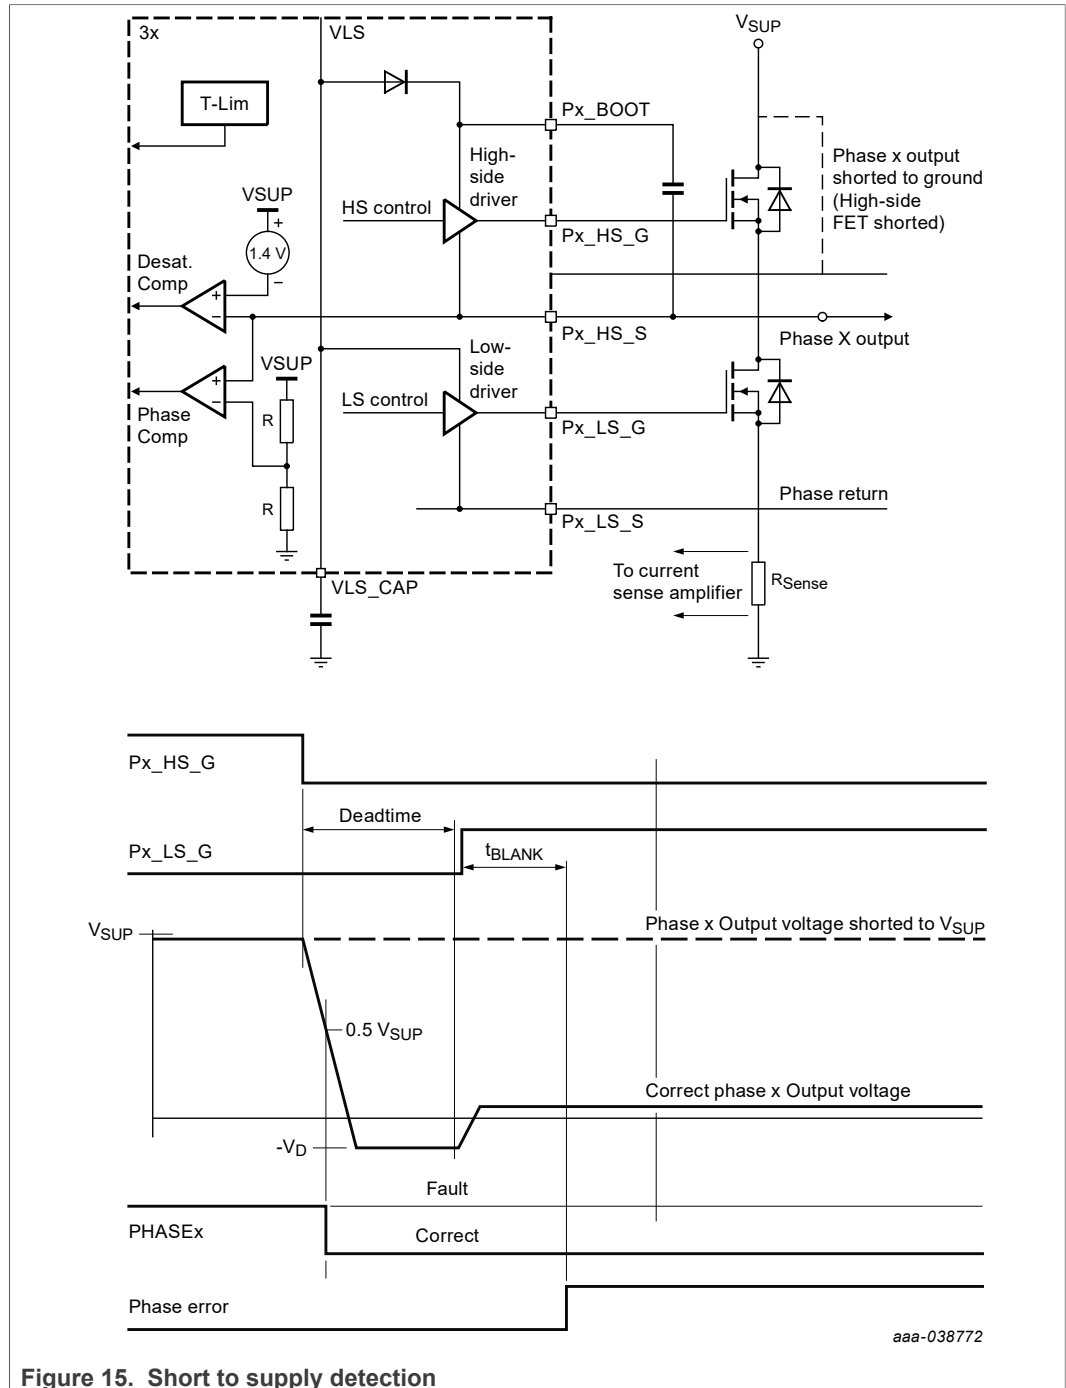 3x
VLS
VSUP
T-Lim
Px_BOOT
High-
side
driver
Phase x output
shorted to ground
(High-side
FET shorted)
VSUP
+
HS control
1.4 V
Px_HS_G
−
Desat.
Comp
+
−
Px_HS_S
Phase X output
Low-
side
driver
VSUP
+
−
LS control
Phase
Comp
R
Px_LS_G
R
Phase return
Px_LS_S
To current
sense amplifier
RSense
VLS_CAP
Px_HS_G
Deadtime
Px_LS_G
tBLANK
VSUP
Phase x Output voltage shorted to VSUP
0.5 VSUP
Correct phase x Output voltage
-VD
Fault
PHASEx
Correct
Phase error
aaa-038772
Figure 15. Short to supply detection